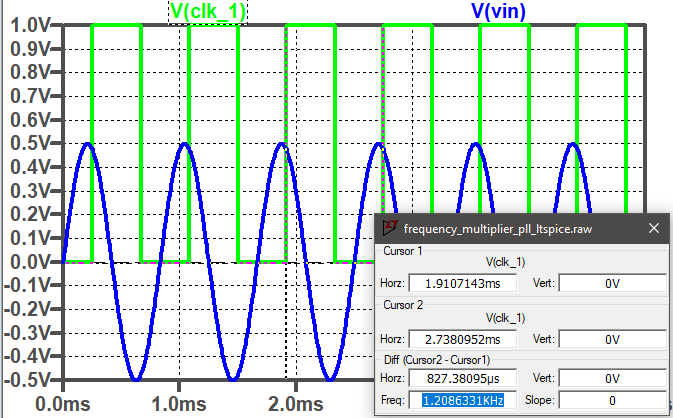 V(clk_1) V(vin)
1.0V
0.9V
0.8V
0.7V
0.6V
0.5V
0.4V
0.3V
0.2V
0.1V
0.0V
-0.1V
-0.2V
-0.3V
-0.4V
-0.5V
0.0ms 1.0ms 2.0ms
frequency_multiplier_pll_ltspice.raw
Cursor 1
V(clk_1)
Horz: 1.9107143ms Vert: 0V
Cursor 2
V(clk_1)
Horz: 2.7380952ms Vert: 0V
Diff (Cursor2 - Cursor1)
Horz: 827.38095µs Vert: 0V
Freq: 1.2086331KHz Slope: 0